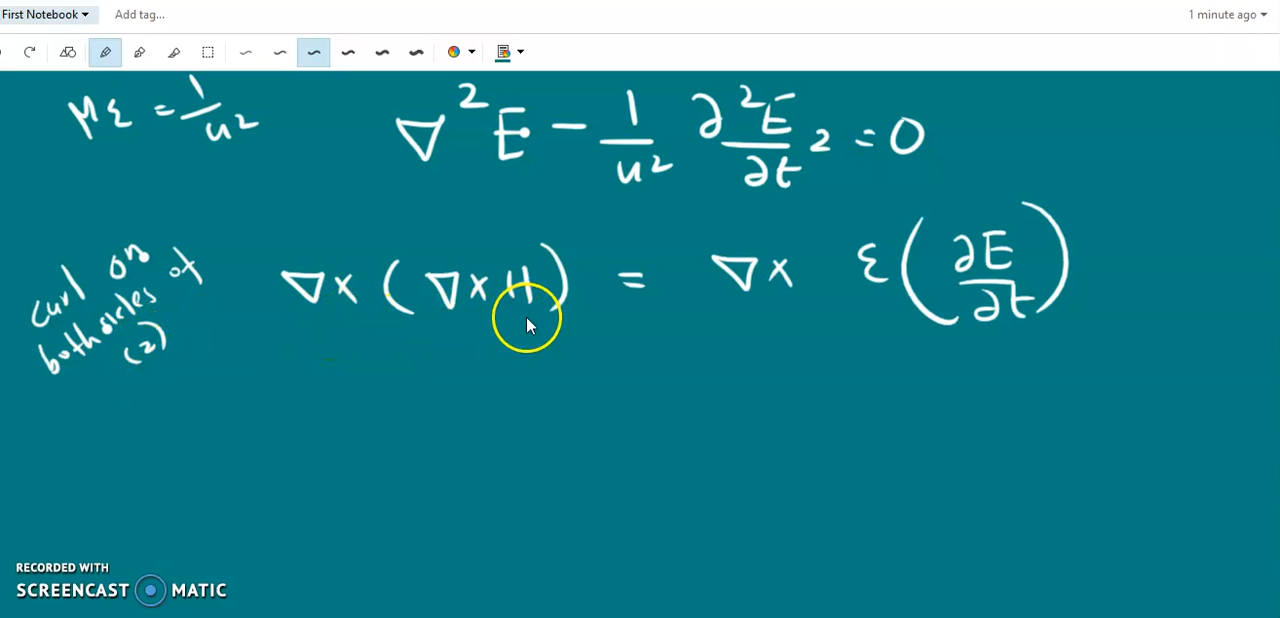 First Notebook Add tag... 1 minute ago
με = 1/u²
∇²E - 1/u² ∂²E/∂t² = 0
curl on
both sides of
(2)
∇x (∇xH) = ∇x ε(∂E/∂t)
RECORDED WITH
SCREENCAST MATIC